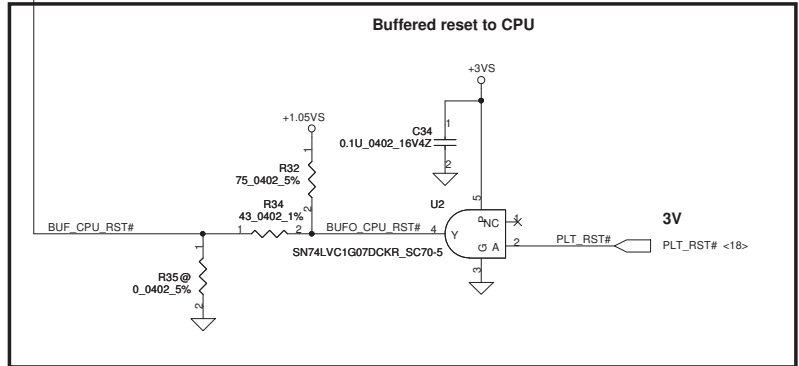 Buffered reset to CPU
+3VS
+1.05VS
1
C34
0.1U_0402_16V4Z
2
1
R32
75_0402_5%
2
R34
43_0402_1%
U2
5
P
NC
1
3V
BUF_CPU_RST#
1
2
BUFO_CPU_RST#
4
Y
G
A
2
PLT_RST#
PLT_RST# <18>
SN74LVC1G07DCKR_SC70-5
3
1
R35@
0_0402_5%
2